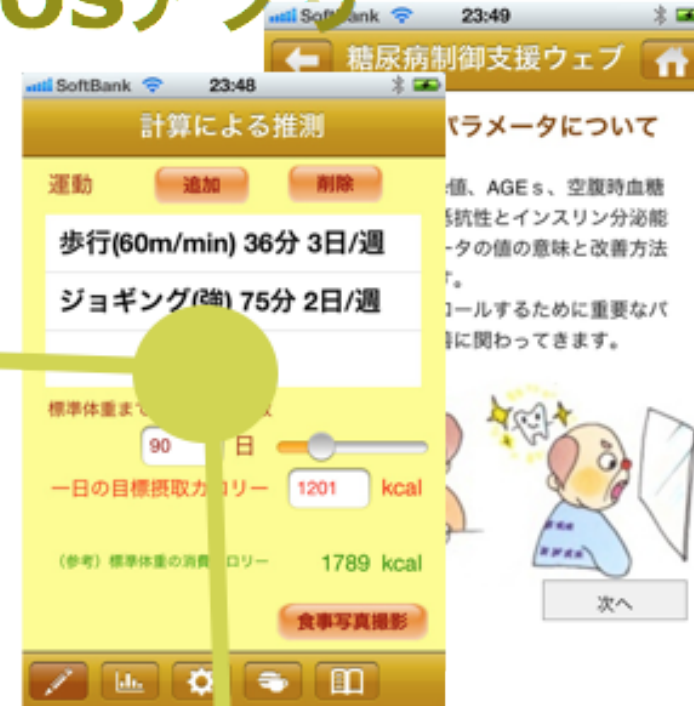 osアプリ
SoftBank 23:49
糖尿病制御支援ウェブ
SoftBank 23:48
計算による推測
パラメータについて
運動 追加 削除
値、AGEs、空腹時血糖
抵抗性とインスリン分泌能
ータの値の意味と改善方法
す。
ロールするために重要なパ
に関わってきます。
歩行(60m/min) 36分 3日/週
ジョギング(強) 75分 2日/週
標準体重ま
90 日
一日の目標摂取カロリー 1201 kcal
(参考) 標準体重の消費 ロリー 1789 kcal
食事写真撮影
次へ